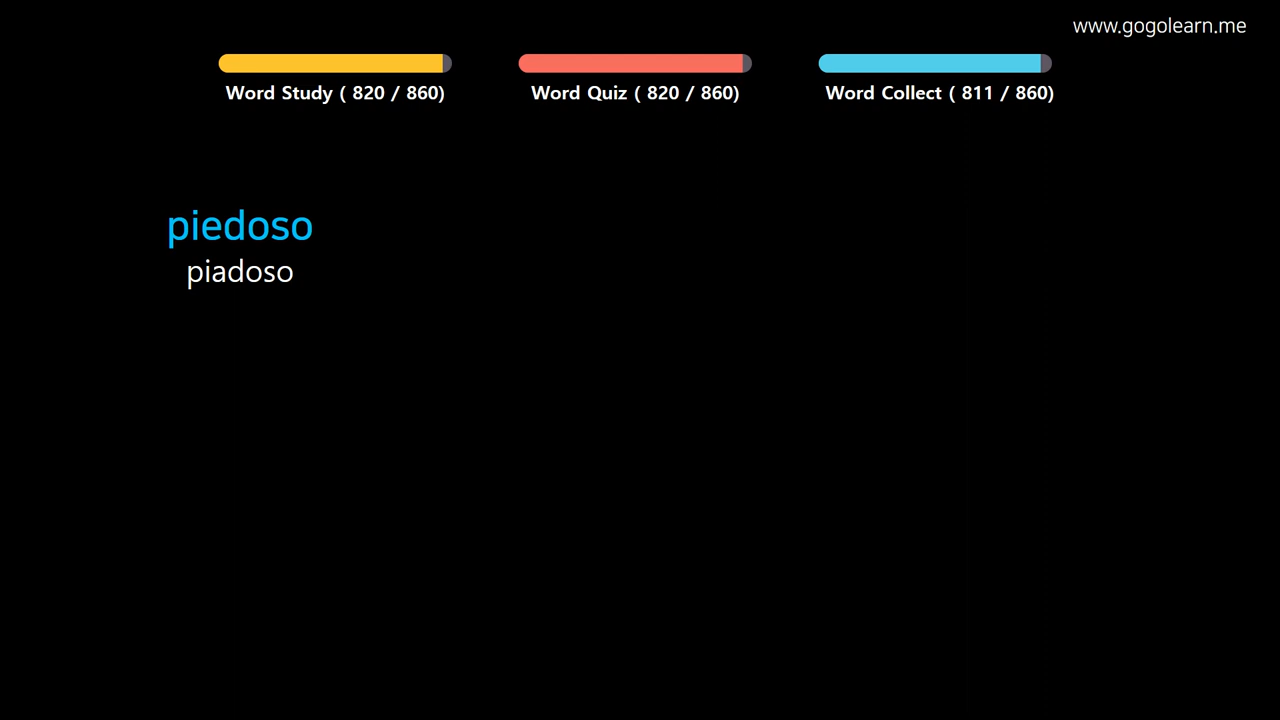 www.gogolearn.me
Word Study ( 820 / 860)
Word Quiz ( 820 / 860)
Word Collect ( 811 / 860)
piedoso
piadoso